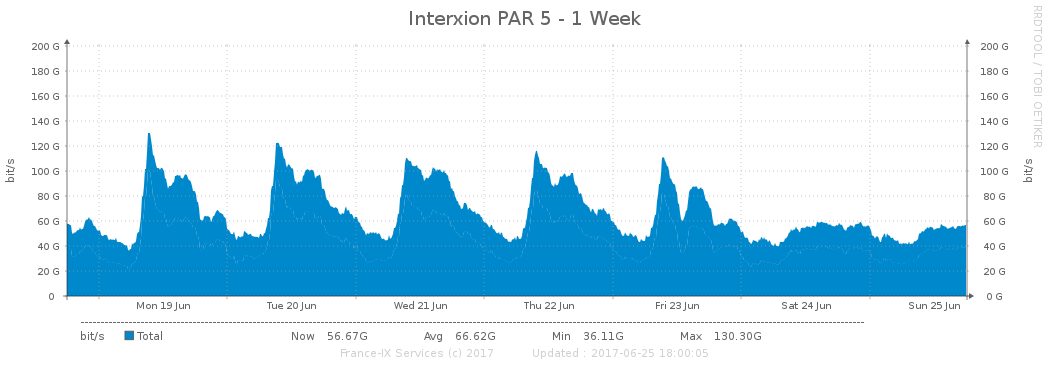 Interxion PAR 5 - 1 Week
RRDTOOL / TOBI OETIKER
bit/s
bit/s
200 G 200 G
180 G 180 G
160 G 160 G
140 G 140 G
120 G 120 G
100 G 100 G
80 G 80 G
60 G 60 G
40 G 40 G
20 G 20 G
0 0 G
Mon 19 Jun Tue 20 Jun Wed 21 Jun Thu 22 Jun Fri 23 Jun Sat 24 Jun Sun 25 Jun
bit/s Total Now 56.67G Avg 66.62G Min 36.11G Max 130.30G
France-IX Services (c) 2017 Updated : 2017-06-25 18:00:05